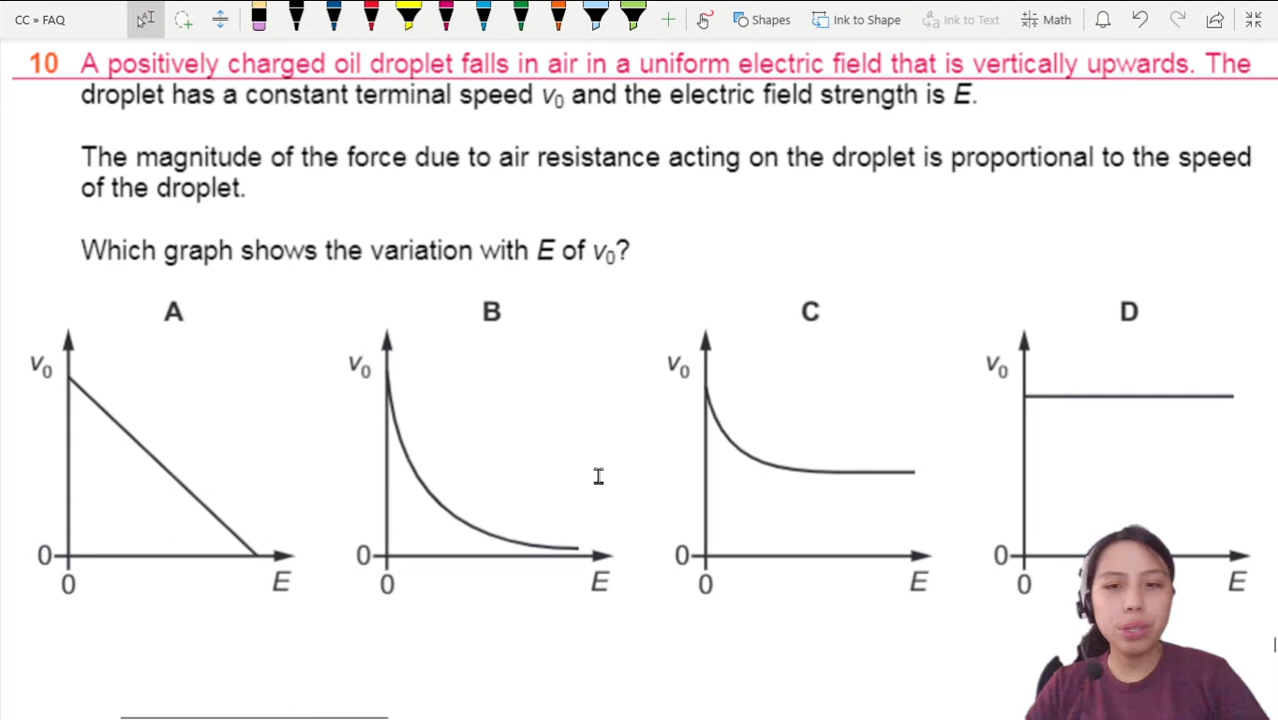 CC » FAQ
Shapes
Ink to Shape
Ink to Text
Math
10 A positively charged oil droplet falls in air in a uniform electric field that is vertically upwards. The
droplet has a constant terminal speed v₀ and the electric field strength is E.
The magnitude of the force due to air resistance acting on the droplet is proportional to the speed
of the droplet.
Which graph shows the variation with E of v₀?
A
B
C
D
v₀
v₀
v₀
v₀
0
0
0
0
0
E
0
E
0
E
0
E